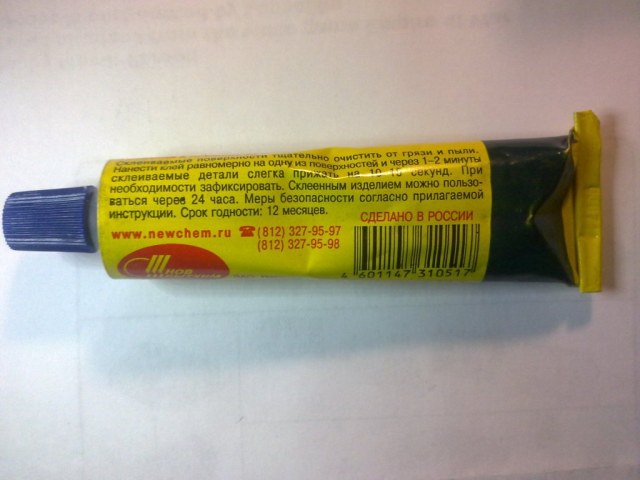 Склеиваемые поверхности тщательно очистить от грязи и пыли.
Нанести клей равномерно на одну из поверхностей и через 1–2 минуты
склеиваемые детали слегка прижать на 10-15 секунд. При
необходимости зафиксировать. Склеенным изделием можно пользо-
ваться через 24 часа. Меры безопасности согласно прилагаемой
инструкции. Срок годности: 12 месяцев.
СДЕЛАНО В РОССИИ
www.newchem.ru ☎ (812) 327-95-97
(812) 327-95-98
НОВ
4 601147 310517